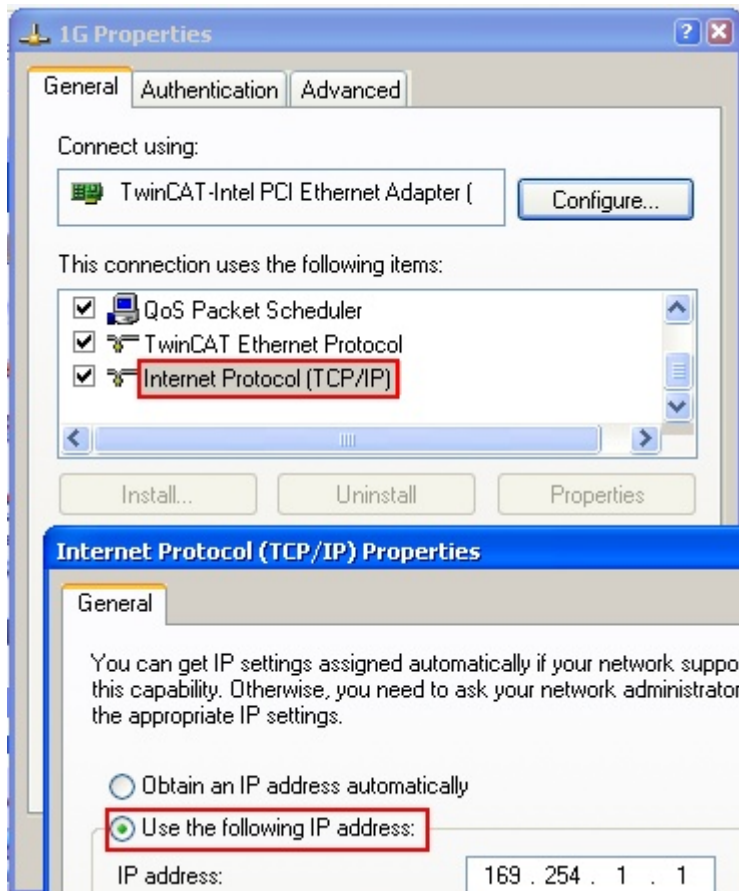 1G Properties
General Authentication Advanced
Connect using:
TwinCAT-Intel PCI Ethernet Adapter (
Configure...
This connection uses the following items:
QoS Packet Scheduler
TwinCAT Ethernet Protocol
Internet Protocol (TCP/IP)
Install... Uninstall Properties
Internet Protocol (TCP/IP) Properties
General
You can get IP settings assigned automatically if your network suppo
this capability. Otherwise, you need to ask your network administrator
the appropriate IP settings.
Obtain an IP address automatically
Use the following IP address:
IP address: 169 . 254 . 1 . 1